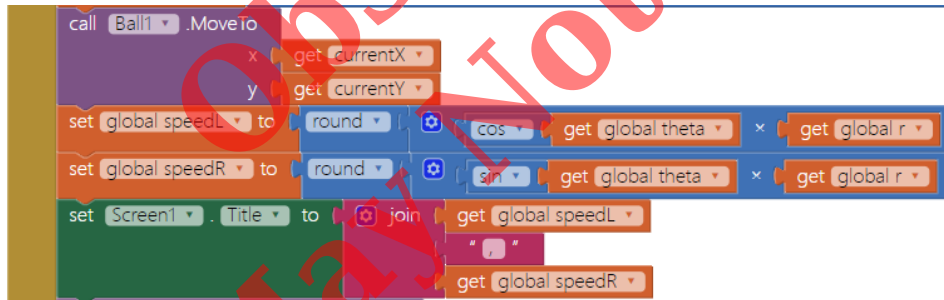 call Ball1 .MoveTo
x get currentX
y get currentY
set global speedL to round cos get global theta × get global r
set global speedR to round sin get global theta × get global r
set Screen1 . Title to join get global speedL
" , "
get global speedR